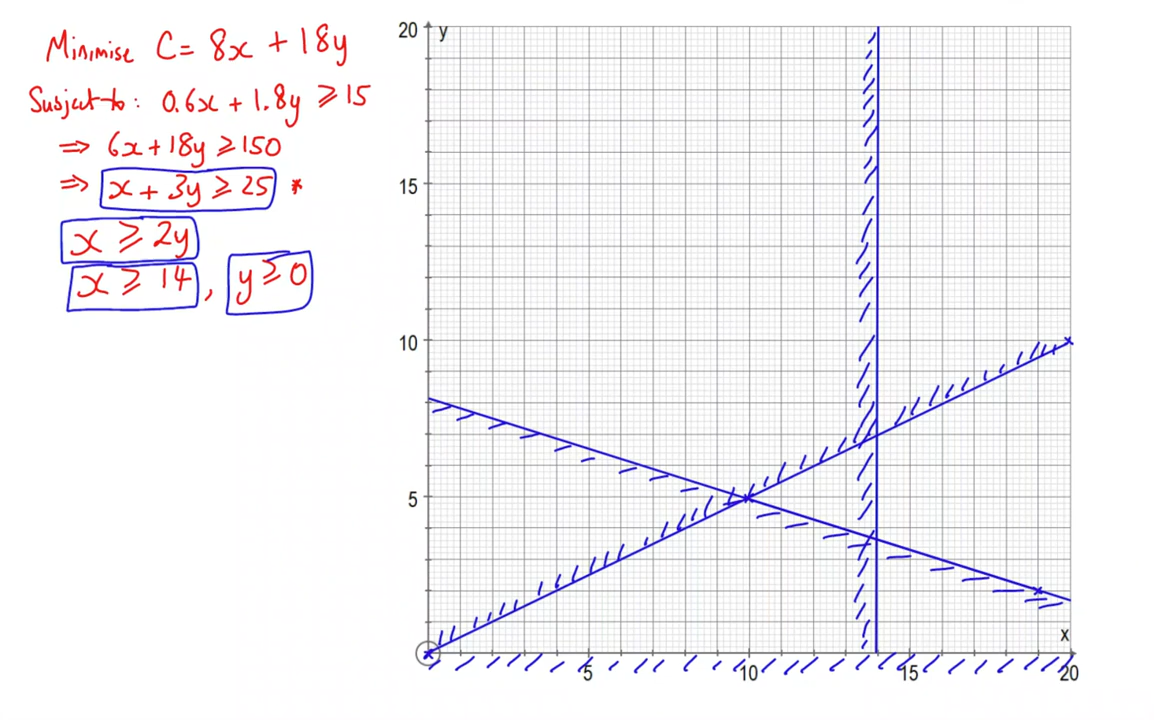 Minimise C = 8x + 18y
Subject to: 0.6x + 1.8y ⩾ 15
⇒ 6x + 18y ⩾ 150
⇒ x + 3y ⩾ 25 *
x ⩾ 2y
x ⩾ 14 , y ⩾ 0
20 y
15
10
5
x
5 10 15 20